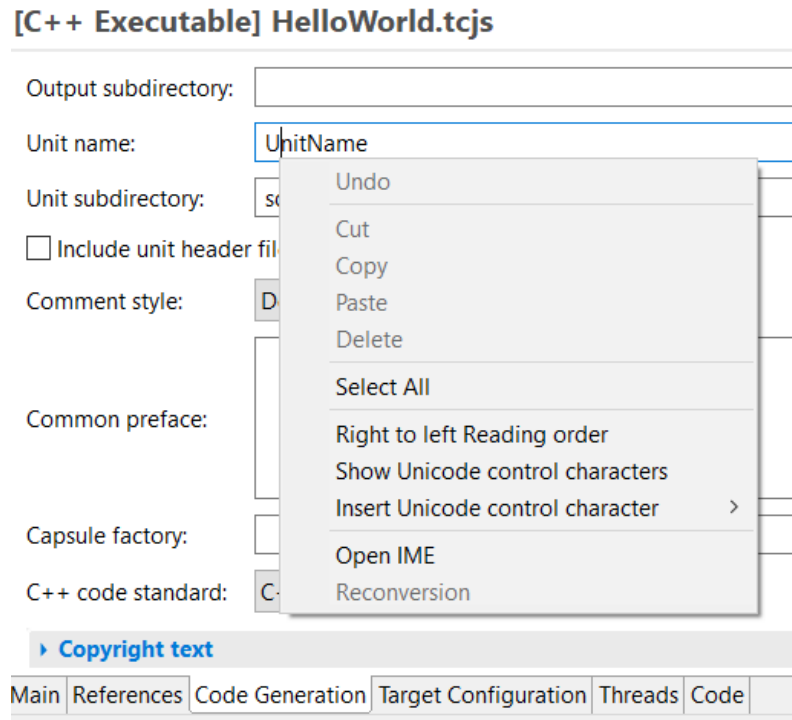 [C++ Executable] HelloWorld.tcjs
Output subdirectory:
Unit name: UnitName
Undo
Unit subdirectory:
Cut
Include unit header
Copy
Comment style:
Paste
Delete
Select All
Common preface:
Right to left Reading order
Show Unicode control characters
Insert Unicode control character
Capsule factory:
Open IME
C++ code standard:
Reconversion
Copyright text
Main References Code Generation Target Configuration Threads Code